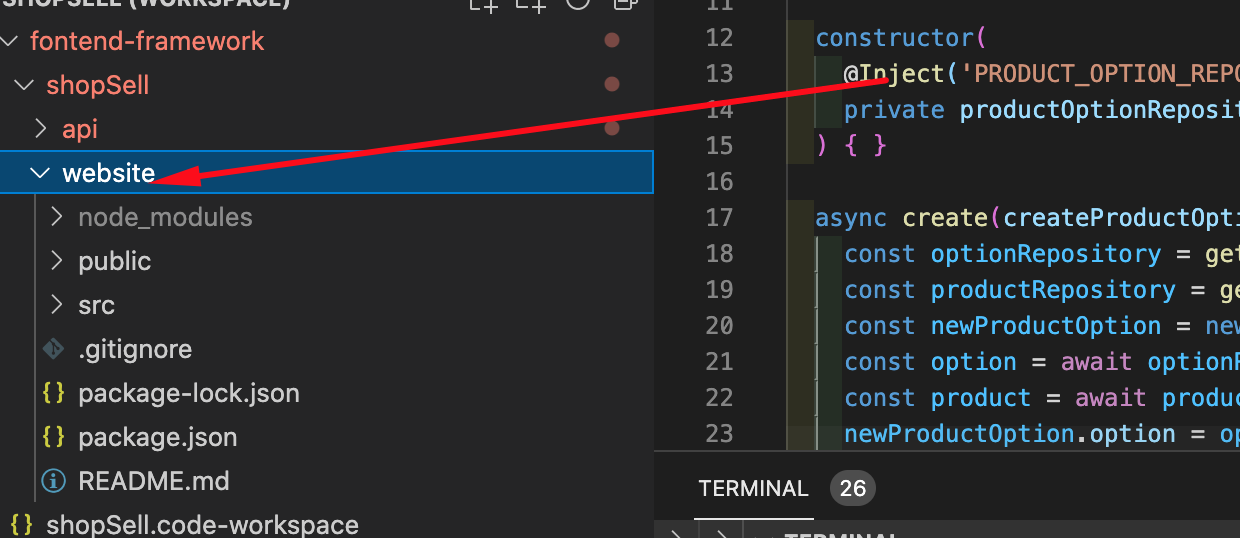 SHOPSELL (WORKSPACE)
fontend-framework
shopSell
api
website
node_modules
public
src
.gitignore
{} package-lock.json
{} package.json
README.md
{} shopSell.code-workspace
11
12 constructor(
13 @Inject('PRODUCT_OPTION_REPO
14 private productOptionReposit
15 ) { }
16
17 async create(createProductOpti
18 const optionRepository = get
19 const productRepository = ge
20 const newProductOption = new
21 const option = await optionR
22 const product = await produc
23 newProductOption.option = op
TERMINAL 26
TERMINAL